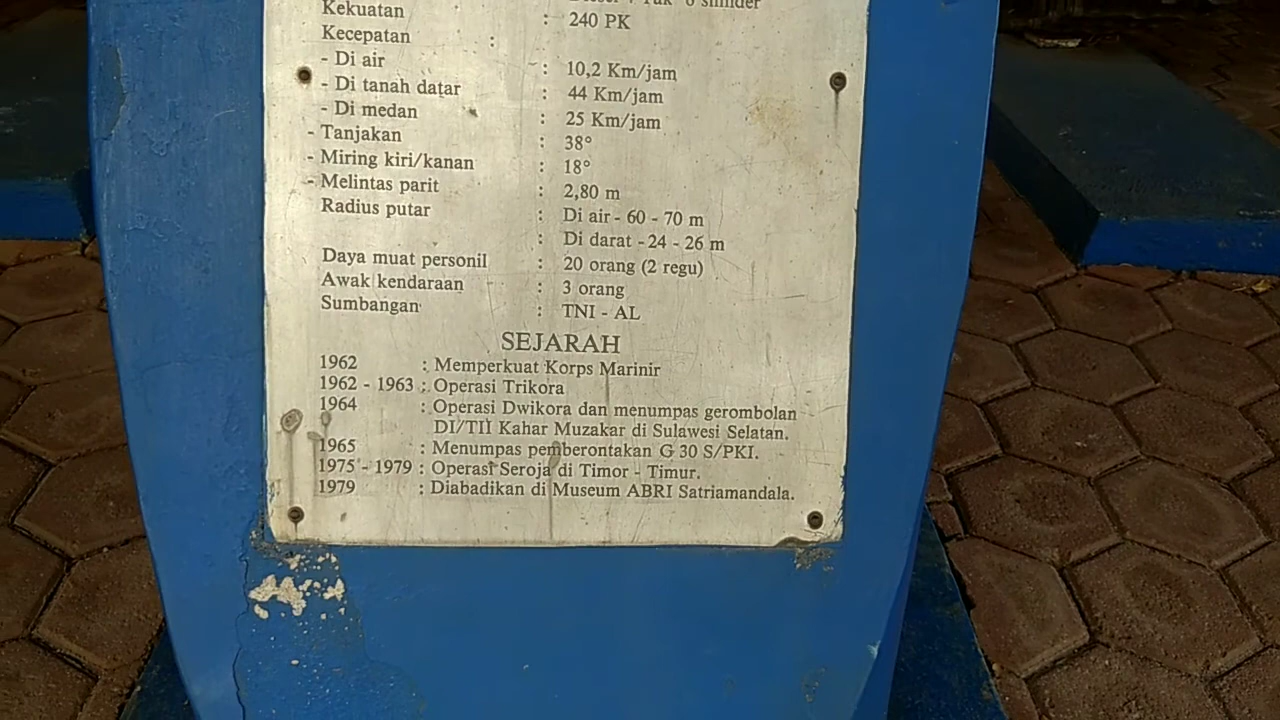 6 silinder
Kekuatan : 240 PK
Kecepatan :
- Di air : 10,2 Km/jam
- Di tanah datar : 44 Km/jam
- Di medan : 25 Km/jam
- Tanjakan : 38°
- Miring kiri/kanan : 18°
- Melintas parit : 2,80 m
Radius putar : Di air - 60 - 70 m
: Di darat - 24 - 26 m
Daya muat personil : 20 orang (2 regu)
Awak kendaraan : 3 orang
Sumbangan : TNI - AL
SEJARAH
1962 : Memperkuat Korps Marinir
1962 - 1963 : Operasi Trikora
1964 : Operasi Dwikora dan menumpas gerombolan
DI/TII Kahar Muzakar di Sulawesi Selatan.
1965 : Menumpas pemberontakan G 30 S/PKI.
1975 - 1979 : Operasi Seroja di Timor - Timur.
1979 : Diabadikan di Museum ABRI Satriamandala.